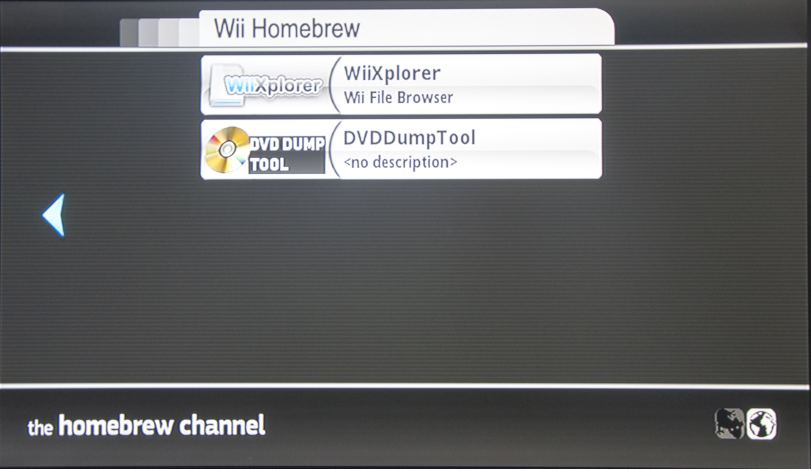 Wii Homebrew
WiiXplorer
WiiXplorer
Wii File Browser
DVD DUMP
TOOL
DVDDumpTool
<no description>
the homebrew channel